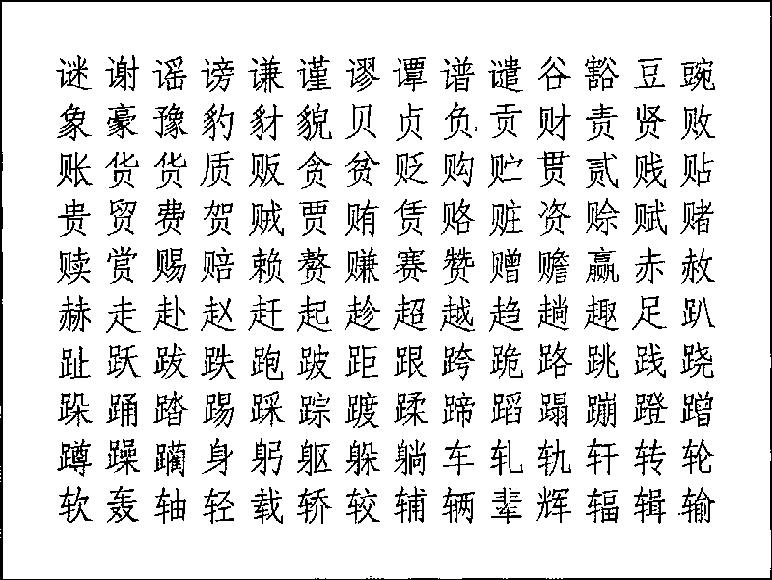 谜谢谣谤谦谨谬谭谱谴谷豁豆豌
象豪豫豹豺貌贝贞负贡财责贤败
账货货质贩贪贫贬购贮贯贰贱贴
贵贸费贺贼贾贿赁赂赃资赊赋赌
赎赏赐赔赖赘赚赛赞赠赡赢赤赦
赫走赴赵赶起趁超越趋趟趣足趴
趾跃跋跌跑跛距跟跨跪路跳践跷
跺踊踏踢踩踪踱蹂蹄蹈蹋蹦蹬蹭
蹲躁躏身躬躯躲躺车轧轨轩转轮
软轰轴轻载轿较辅辆辈辉辐辑输